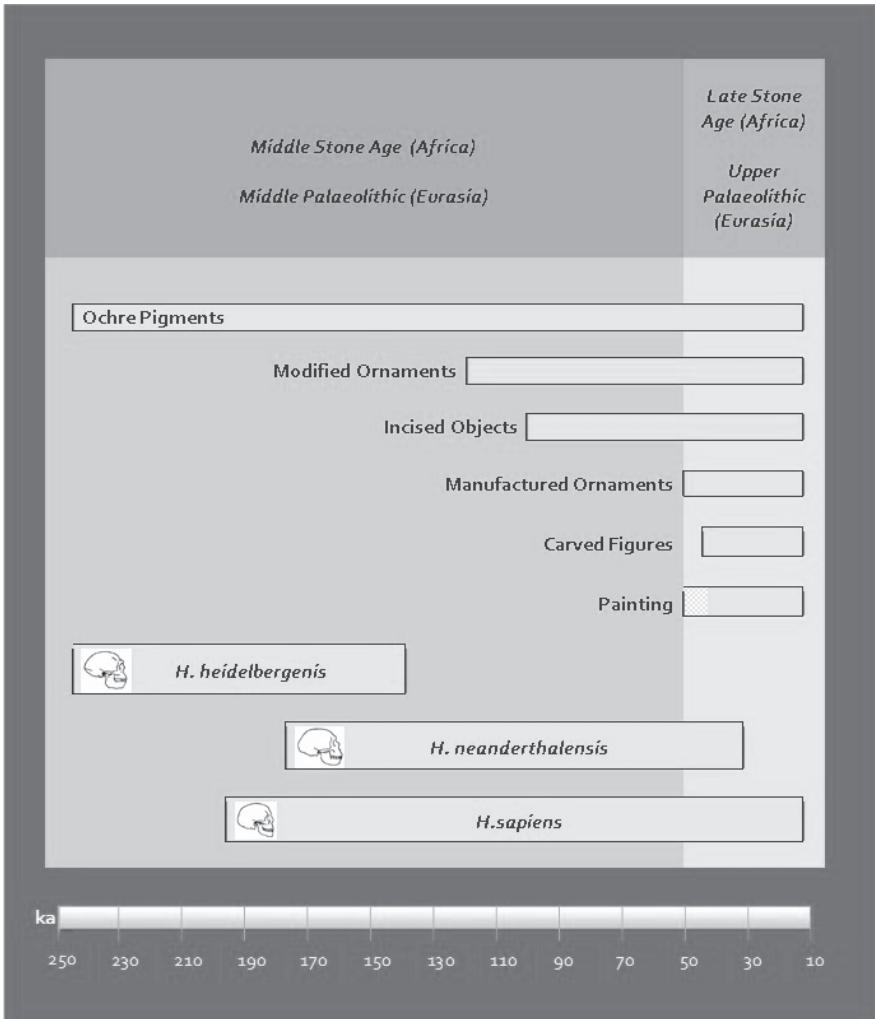 Late Stone
Age (Africa)
Middle Stone Age (Africa)
Middle Palaeolithic (Eurasia)
Upper
Palaeolithic
(Eurasia)
Ochre Pigments
Modified Ornaments
Incised Objects
Manufactured Ornaments
Carved Figures
Painting
H. heidelbergenis
H. neanderthalensis
H.sapiens
ka
250 230 210 190 170 150 130 110 90 70 50 30 10